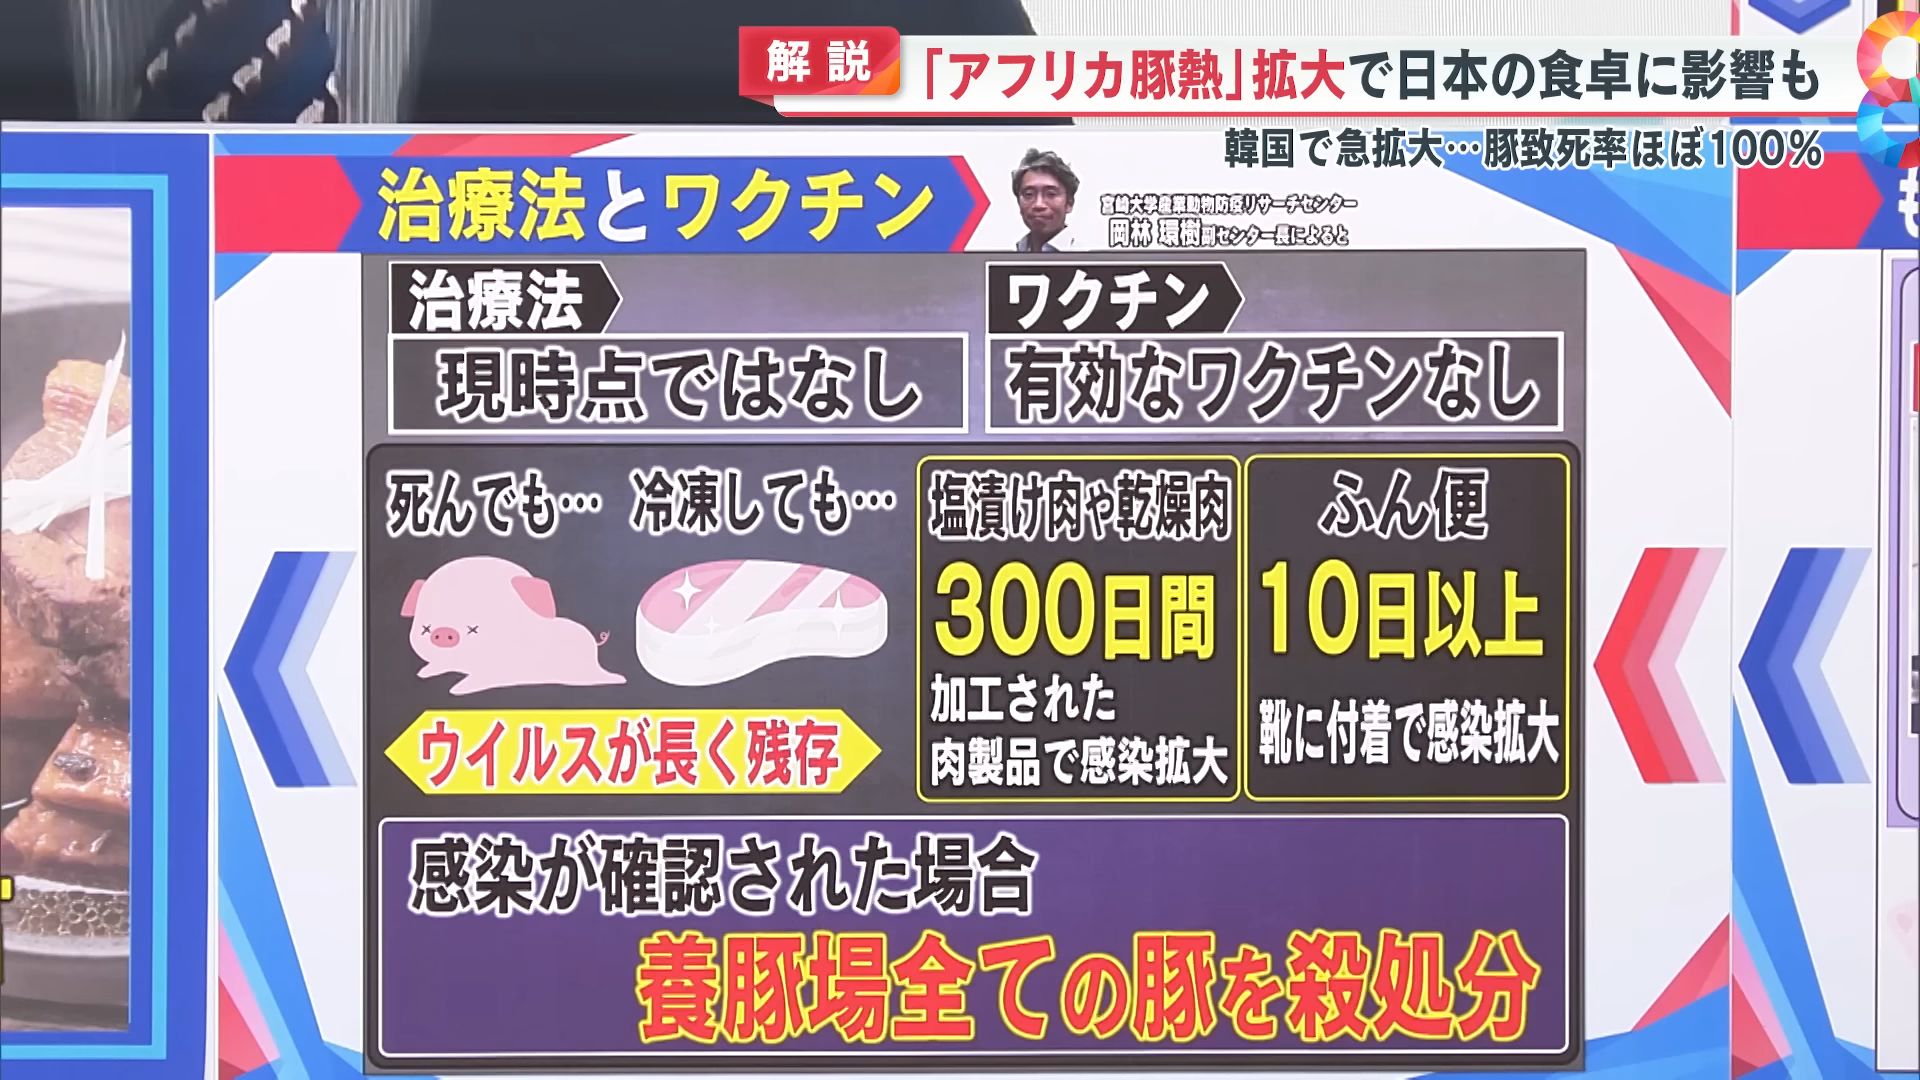 解説
「アフリカ豚熱」拡大で日本の食卓に影響も
韓国で急拡大…豚致死率ほぼ100%
治療法とワクチン
宮崎大学産業動物防疫リサーチセンター
岡林 環樹副センター長によると
治療法
現時点ではなし
ワクチン
有効なワクチンなし
死んでも… 冷凍しても…
ウイルスが長く残存
塩漬け肉や乾燥肉
300日間
加工された
肉製品で感染拡大
ふん便
10日以上
靴に付着で感染拡大
感染が確認された場合
養豚場全ての豚を殺処分